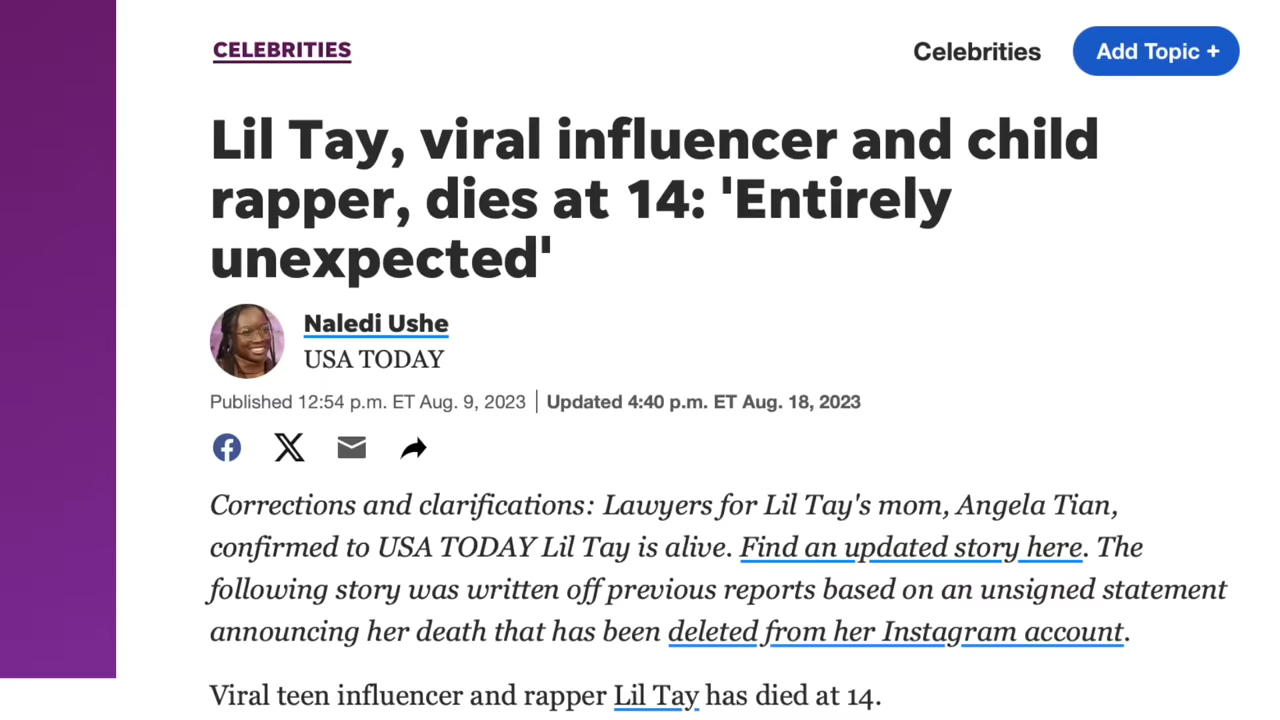 CELEBRITIES
Celebrities
Add Topic +
Lil Tay, viral influencer and child
rapper, dies at 14: 'Entirely
unexpected'
Naledi Ushe
USA TODAY
Published 12:54 p.m. ET Aug. 9, 2023 | Updated 4:40 p.m. ET Aug. 18, 2023
Corrections and clarifications: Lawyers for Lil Tay's mom, Angela Tian,
confirmed to USA TODAY Lil Tay is alive. Find an updated story here. The
following story was written off previous reports based on an unsigned statement
announcing her death that has been deleted from her Instagram account.
Viral teen influencer and rapper Lil Tay has died at 14.